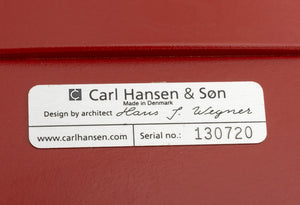 Carl Hansen & Søn
Made in Denmark
Design by architect Hans J. Wegner
www.carlhansen.com Serial no.: 130720